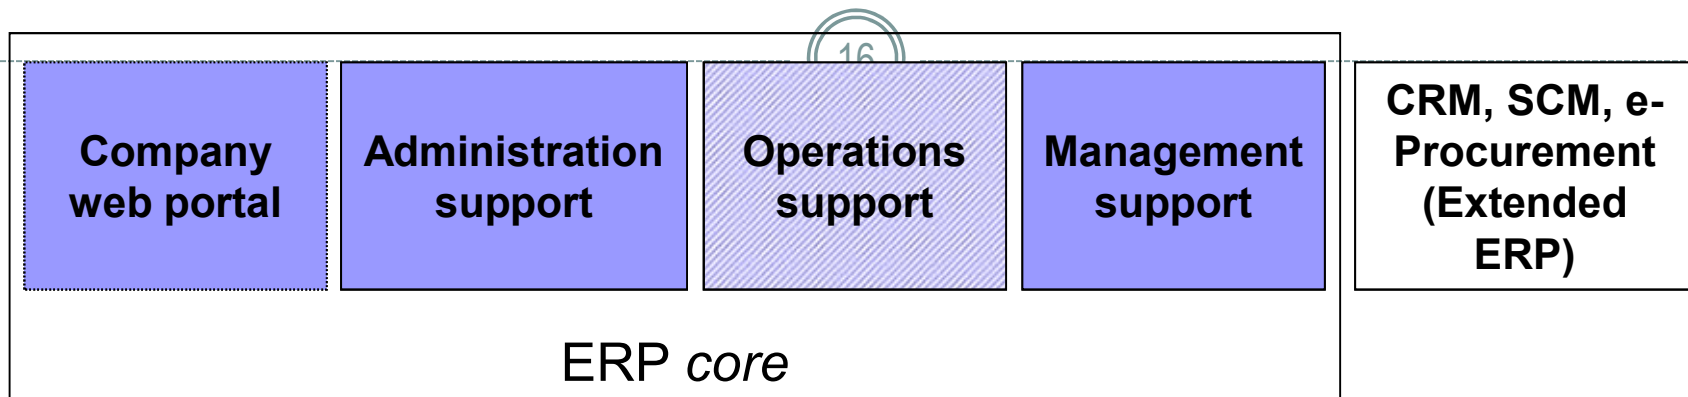 16
Company
web portal
Administration
support
Operations
support
Management
support
CRM, SCM, e-
Procurement
(Extended
ERP)
ERP core